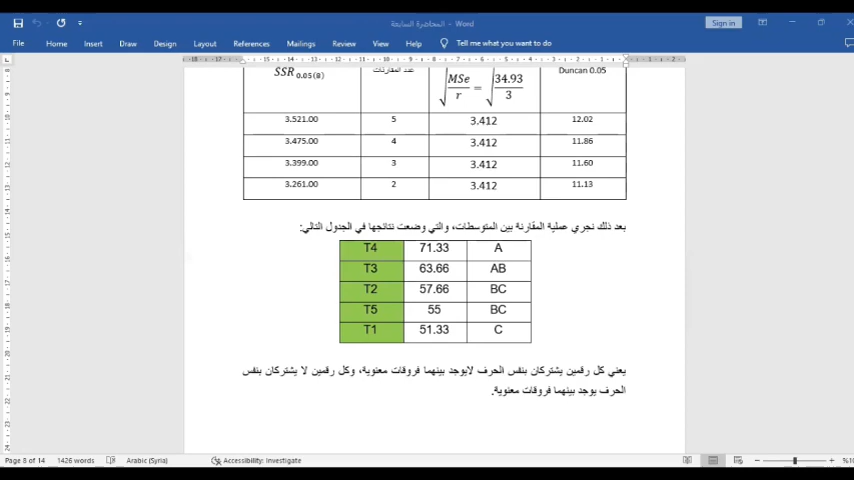 المحاضرة السابعة - Word
Sign in
File Home Insert Draw Design Layout References Mailings Review View Help Tell me what you want to do
SSR 0.05(8) عدد المقارنات √MSe/r = √34.93/3 Duncan 0.05
3.521.00 5 3.412 12.02
3.475.00 4 3.412 11.86
3.399.00 3 3.412 11.60
3.261.00 2 3.412 11.13
بعد ذلك نجري عملية المقارنة بين المتوسطات، والتي وضعت نتائجها في الجدول التالي:
T4 71.33 A
T3 63.66 AB
T2 57.66 BC
T5 55 BC
T1 51.33 C
يعني كل رقمين يشتركان بنفس الحرف لايوجد بينهما فروقات معنوية، وكل رقمين لا يشتركان بنفس
الحرف يوجد بينهما فروقات معنوية.
Page 8 of 14 1426 words Arabic (Syria) Accessibility: Investigate